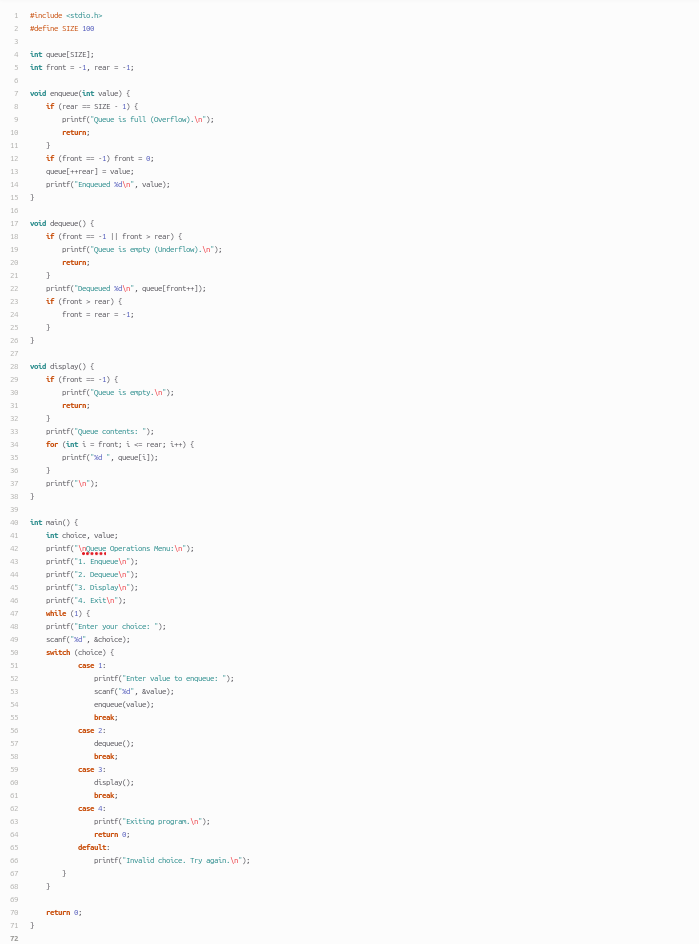 1 #include <stdio.h>
2 #define SIZE 100
3
4 int queue[SIZE];
5 int front = -1, rear = -1;
6
7 void enqueue(int value) {
8     if (rear == SIZE - 1) {
9         printf("Queue is full (Overflow).\n");
10         return;
11     }
12     if (front == -1) front = 0;
13     queue[++rear] = value;
14     printf("Enqueued %d\n", value);
15 }
16
17 void dequeue() {
18     if (front == -1 || front > rear) {
19         printf("Queue is empty (Underflow).\n");
20         return;
21     }
22     printf("Dequeued %d\n", queue[front++]);
23     if (front > rear) {
24         front = rear = -1;
25     }
26 }
27
28 void display() {
29     if (front == -1) {
30         printf("Queue is empty.\n");
31         return;
32     }
33     printf("Queue contents: ");
34     for (int i = front; i <= rear; i++) {
35         printf("%d ", queue[i]);
36     }
37     printf("\n");
38 }
39
40 int main() {
41     int choice, value;
42     printf("\nQueue Operations Menu:\n");
43     printf("1. Enqueue\n");
44     printf("2. Dequeue\n");
45     printf("3. Display\n");
46     printf("4. Exit\n");
47     while (1) {
48     printf("Enter your choice: ");
49     scanf("%d", &choice);
50     switch (choice) {
51             case 1:
52                 printf("Enter value to enqueue: ");
53                 scanf("%d", &value);
54                 enqueue(value);
55                 break;
56             case 2:
57                 dequeue();
58                 break;
59             case 3:
60                 display();
61                 break;
62             case 4:
63                 printf("Exiting program.\n");
64                 return 0;
65             default:
66                 printf("Invalid choice. Try again.\n");
67         }
68     }
69
70     return 0;
71 }
72